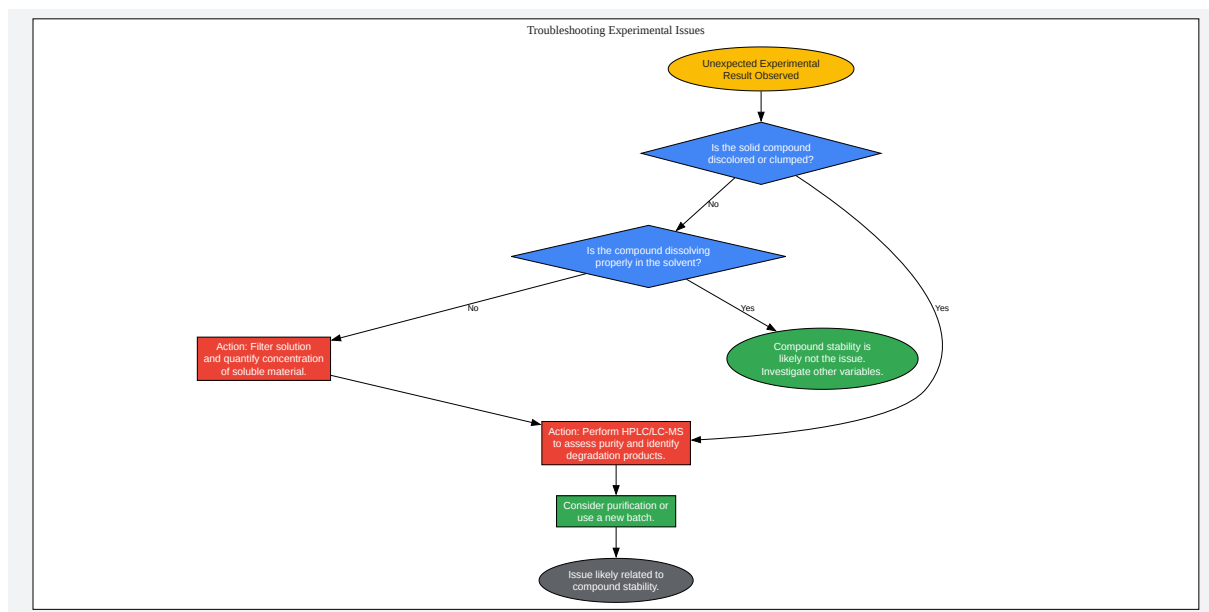 Troubleshooting Experimental Issues
Unexpected Experimental
Result Observed
Is the solid compound
discolored or clumped?
No
Is the compound dissolving
properly in the solvent?
No
Yes
Yes
Action: Filter solution
and quantify concentration
of soluble material.
Compound stability is
likely not the issue.
Investigate other variables.
Action: Perform HPLC/LC-MS
to assess purity and identify
degradation products.
Consider purification or
use a new batch.
Issue likely related to
compound stability.